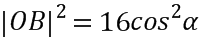 |OB|² = 16cos²α